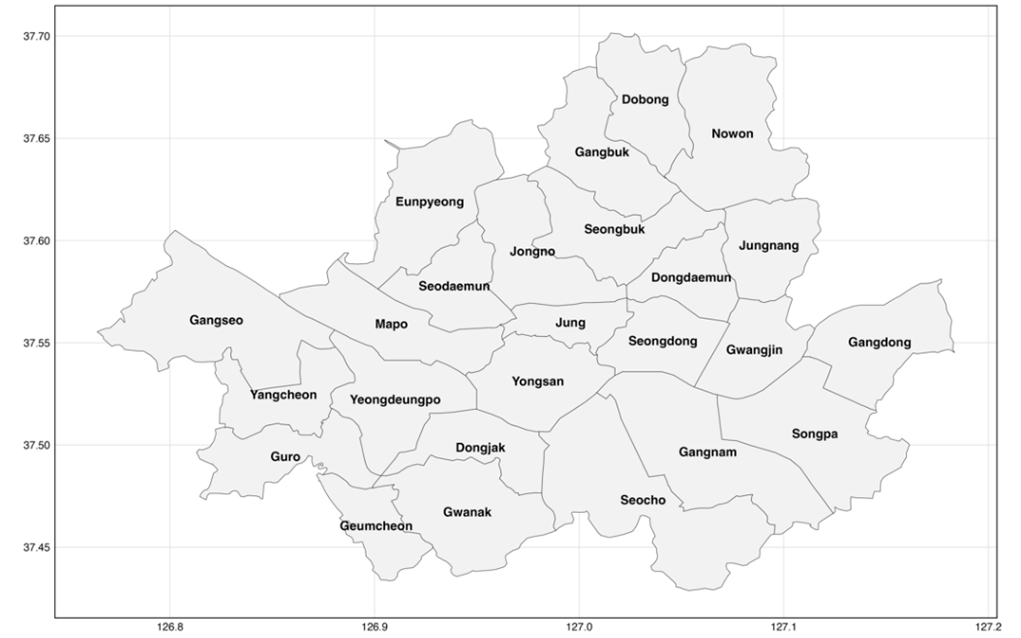 37.70
Dobong
Nowon
37.65
Gangbuk
Eunpyeong
Seongbuk
37.60
Jongno
Jungnang
Dongdaemun
Seodaemun
Gangseo
Mapo
Jung
Seongdong
Gwangjin
Gangdong
37.55
Yongsan
Yangcheon
Yeongdeungpo
Songpa
37.50
Dongjak
Gangnam
Guro
Seocho
Gwanak
Geumcheon
37.45
126.8 126.9 127.0 127.1 127.2